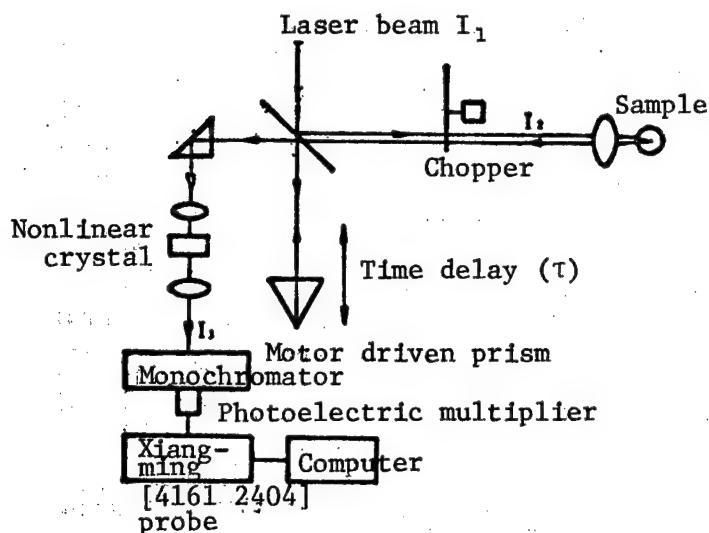 Laser beam I₁
Sample
I₂
Chopper
Nonlinear
crystal
Time delay (τ)
I₃
Motor driven prism
Monochromator
Photoelectric multiplier
Xiang-
ming
Computer
[4161 2404]
probe